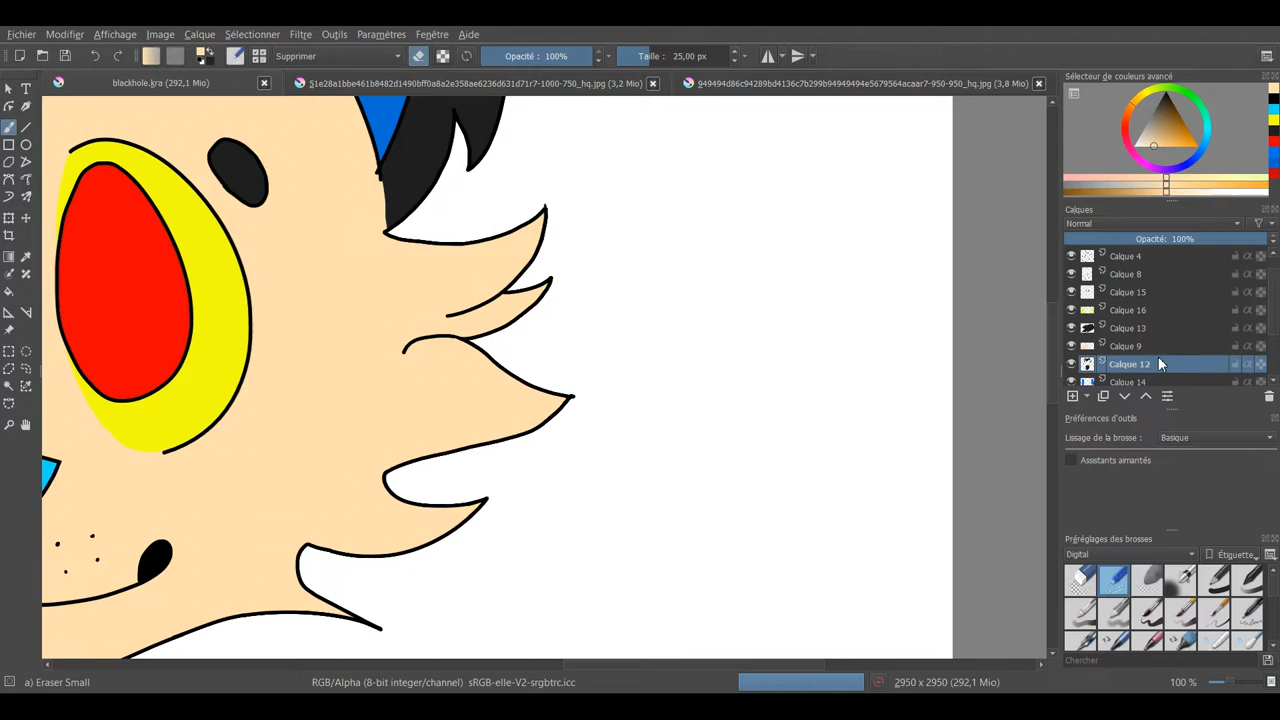 Fichier Modifier Affichage Image Calque Sélectionner Filtre Outils Paramètres Fenêtre Aide
Supprimer Opacité : 100% Taille : 25,00 px
blackhole.kra (292,1 Mio)
Sélecteur de couleurs avancé
Calques
Normal
Opacité: 100%
Calque 4
Calque 8
Calque 15
Calque 16
Calque 13
Calque 9
Calque 12
Calque 14
Préférences d'outils
Lissage de la brosse : Basique
Assistants aimantés
Préréglages des brosses
Digital Étiquette
Chercher
a) Eraser Small RGB/Alpha (8-bit integer/channel) sRGB-elle-V2-srgbtrc.icc 2950 x 2950 (292,1 Mio) 100 %